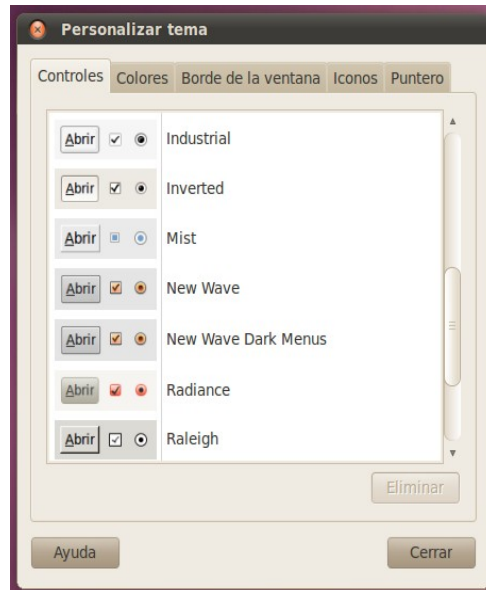 Personalizar tema
Controles Colores Borde de la ventana Iconos Puntero
Abrir Industrial
Abrir Inverted
Abrir Mist
Abrir New Wave
Abrir New Wave Dark Menus
Abrir Radiance
Abrir Raleigh
Eliminar
Ayuda Cerrar